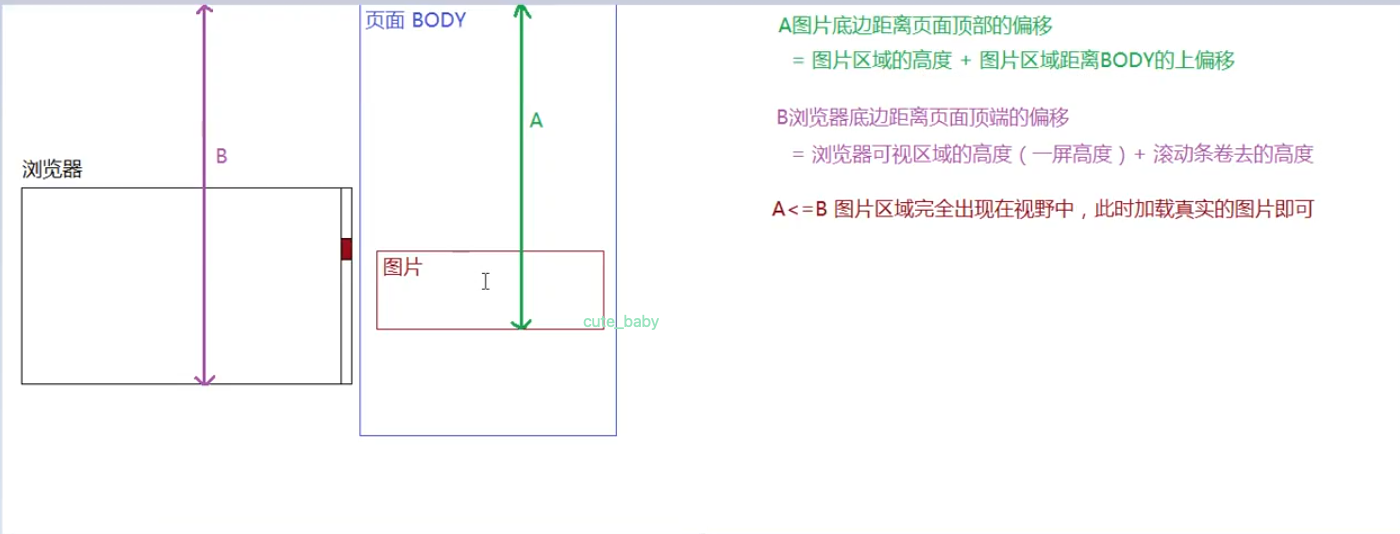 页面 BODY
A图片底边距离页面顶部的偏移
= 图片区域的高度 + 图片区域距离BODY的上偏移
A
B浏览器底边距离页面顶端的偏移
B
= 浏览器可视区域的高度（一屏高度）+ 滚动条卷去的高度
浏览器
A<=B 图片区域完全出现在视野中，此时加载真实的图片即可
图片
cute_baby